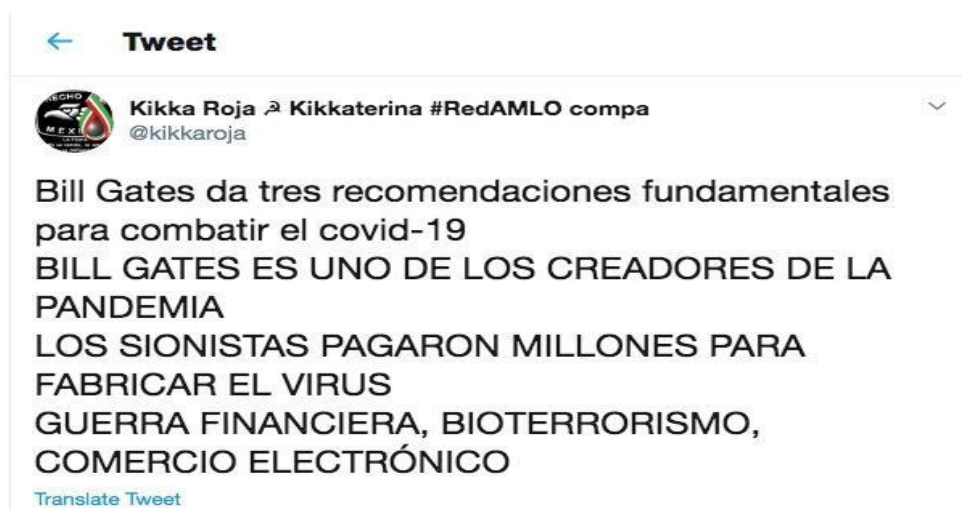 Tweet
HECHO
MEXI
Kikka Roja ☭ Kikkaterina #RedAMLO compa
@kikkaroja
Bill Gates da tres recomendaciones fundamentales
para combatir el covid-19
BILL GATES ES UNO DE LOS CREADORES DE LA
PANDEMIA
LOS SIONISTAS PAGARON MILLONES PARA
FABRICAR EL VIRUS
GUERRA FINANCIERA, BIOTERRORISMO,
COMERCIO ELECTRÓNICO
Translate Tweet